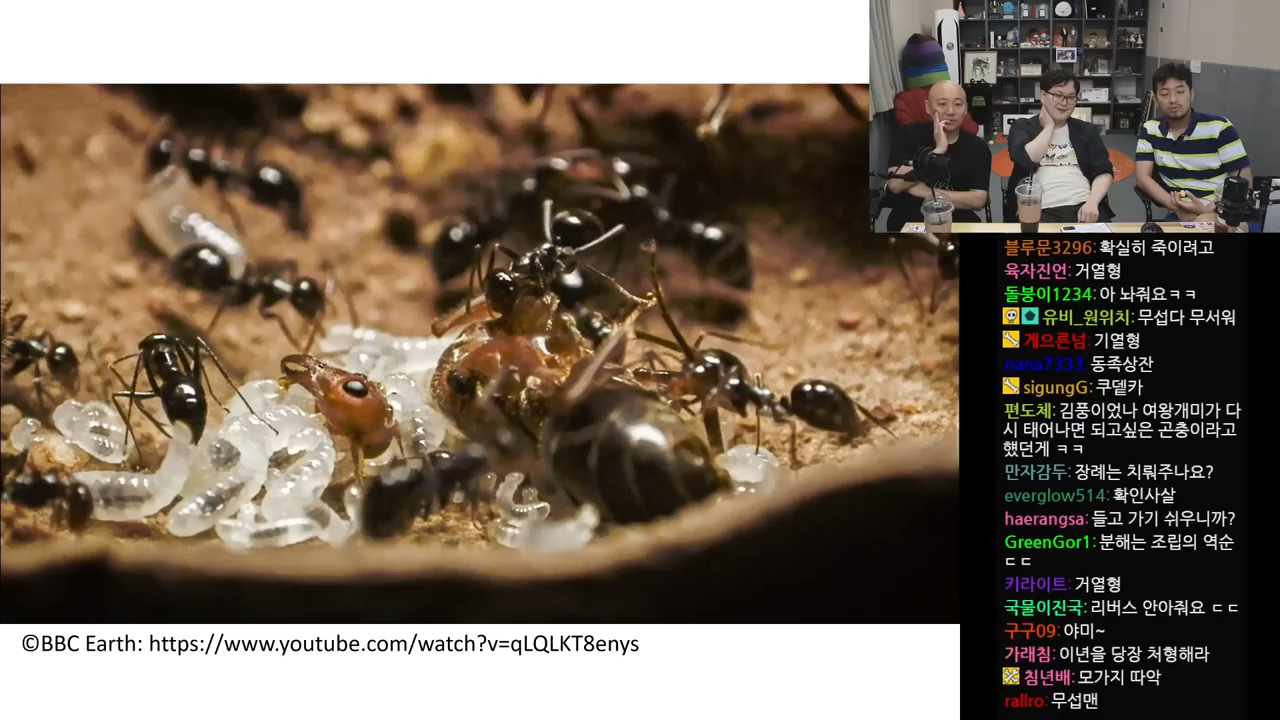 블루문3296: 확실히 죽이려고
육자진언: 거열형
돌붕이1234: 아 놔줘요ㅋㅋ
유비_원위치: 무섭다 무서워
게으른넘: 기열형
nana7333: 동족상잔
sigungG: 쿠델카
편도체: 김풍이었나 여왕개미가 다
시 태어나면 되고싶은 곤충이라고
했던게 ㅋㅋ
만자감두: 장례는 치뤄주나요?
everglow514: 확인사살
haerangsa: 들고 가기 쉬우니까?
GreenGor1: 분해는 조립의 역순
ㄷㄷ
키라이트: 거열형
국물이진국: 리버스 안아줘요 ㄷㄷ
구구09: 야미~
가래침: 이년을 당장 처형해라
침년배: 모가지 따악
rallro: 무섭맨
©BBC Earth: https://www.youtube.com/watch?v=qLQLKT8enys